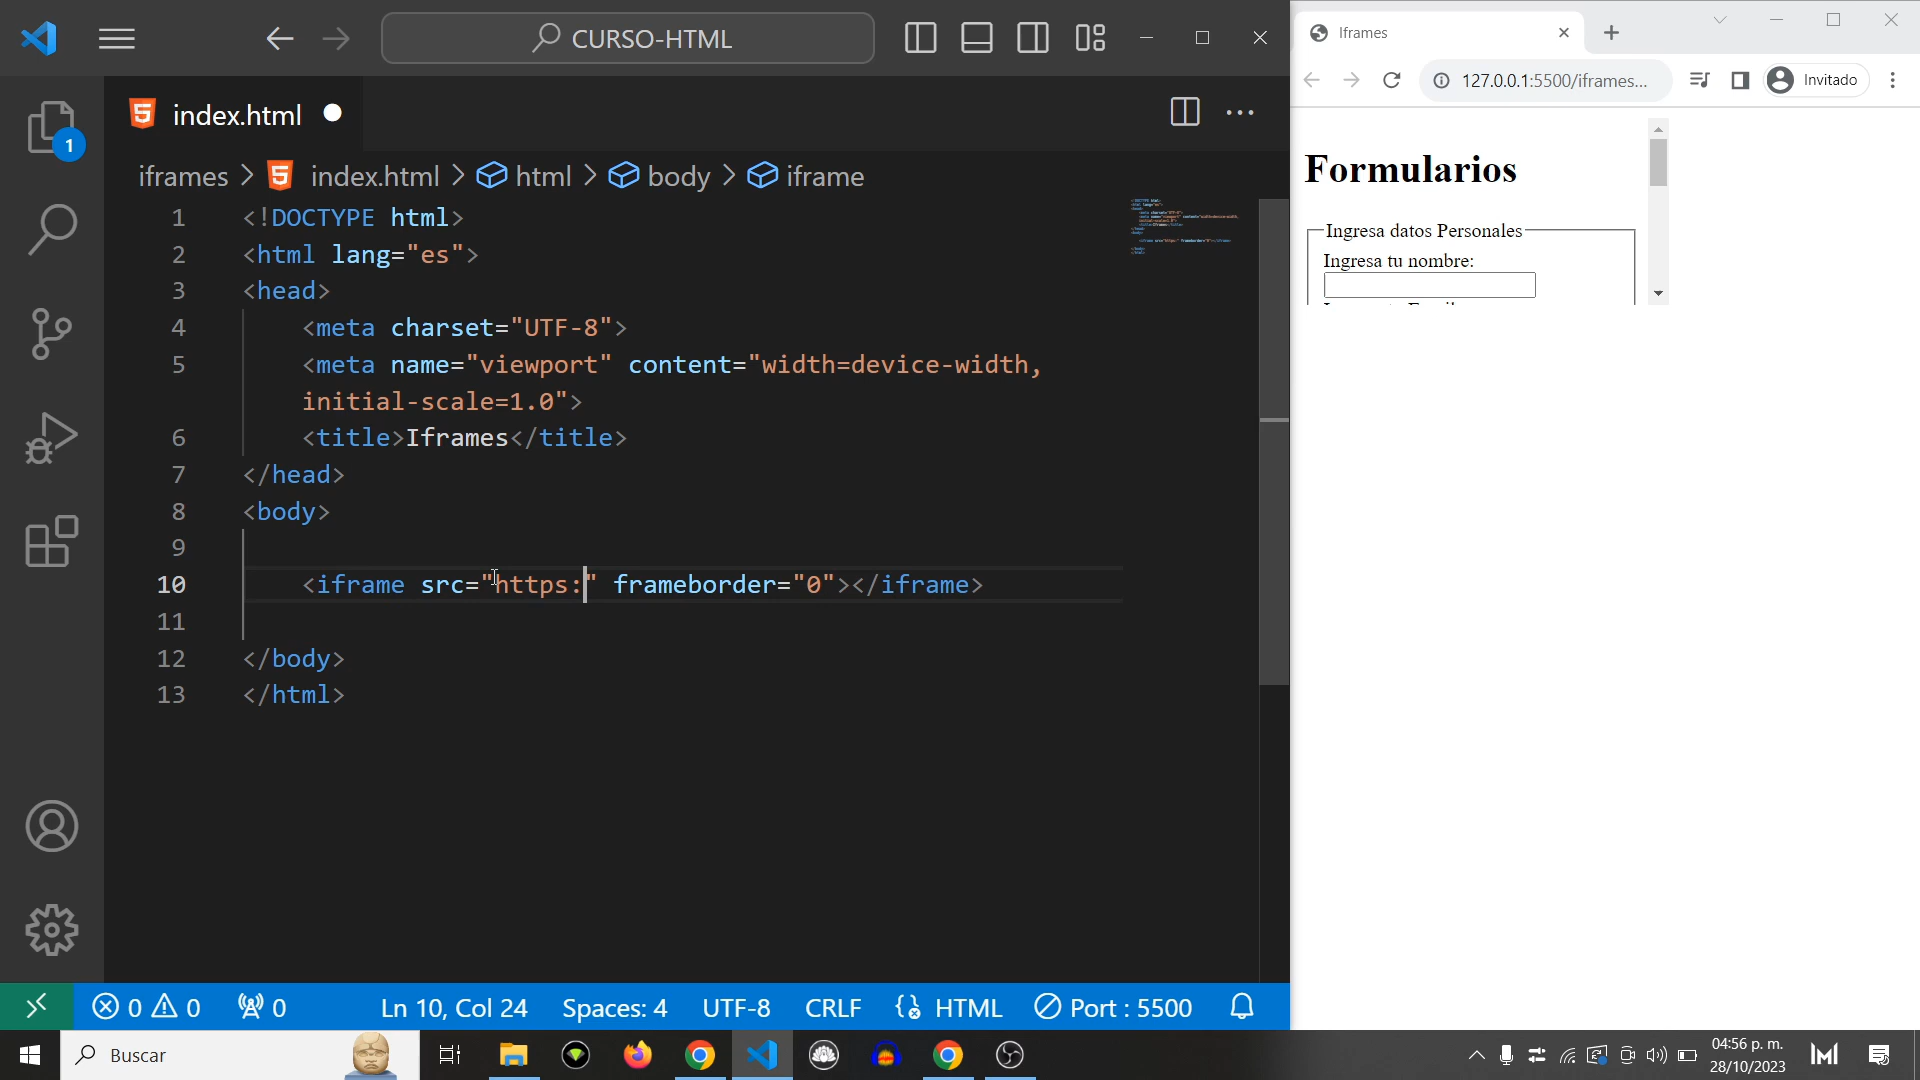 CURSO-HTML
index.html
1
iframes > index.html > html > body > iframe
1 <!DOCTYPE html>
2 <html lang="es">
3 <head>
4 <meta charset="UTF-8">
5 <meta name="viewport" content="width=device-width,
initial-scale=1.0">
6 <title>Iframes</title>
7 </head>
8 <body>
9
10 <iframe src="https:" frameborder="0"></iframe>
11
12 </body>
13 </html>
0 0 0 Ln 10, Col 24 Spaces: 4 UTF-8 CRLF HTML Port : 5500
Iframes
127.0.0.1:5500/iframes... Invitado
Formularios
Ingresa datos Personales
Ingresa tu nombre:
Buscar
04:56 p. m.
28/10/2023